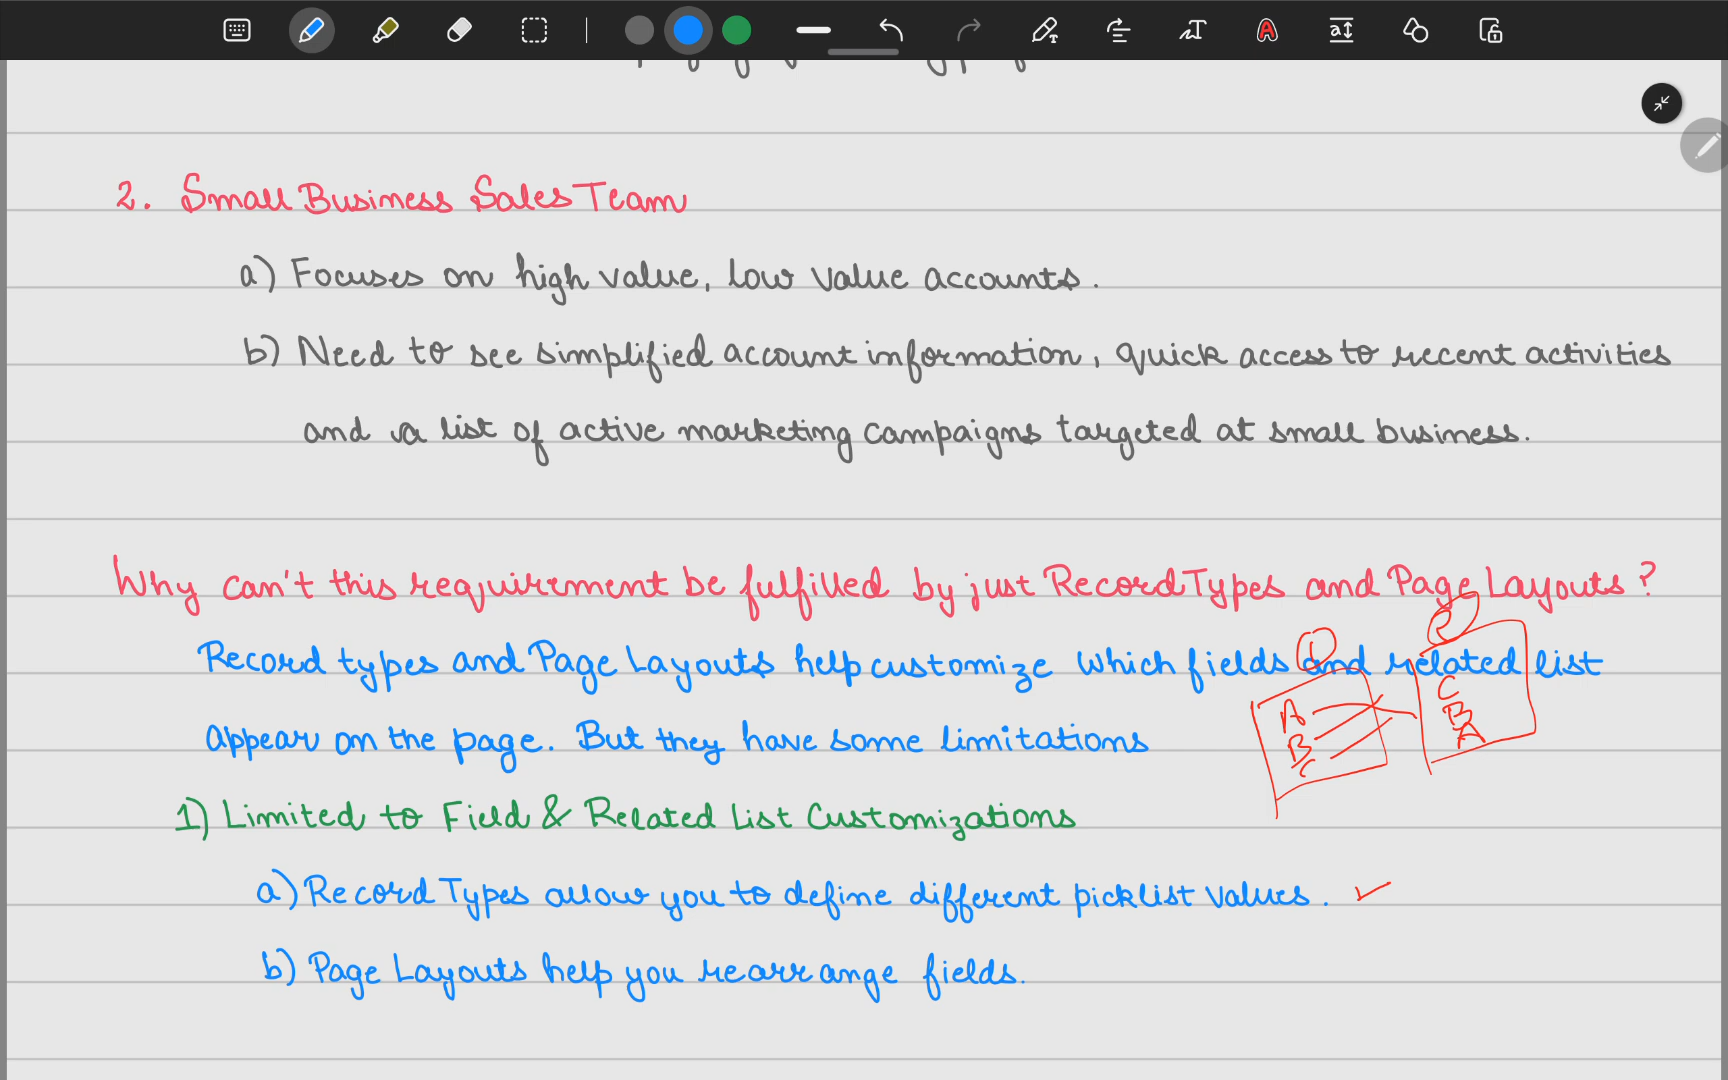 2. Small Business Sales Team
a) Focuses on high value, low value accounts.
b) Need to see simplified account information, quick access to recent activities
and a list of active marketing campaigns targeted at small business.
Why can't this requirement be fulfilled by just Record Types and Page Layouts?
Record types and Page Layouts help customize which fields and related list
appear on the page. But they have some limitations
1
A
B
C
2
C
B
A
1) Limited to Field & Related List Customizations
a) Record Types allow you to define different picklist values.
b) Page Layouts help you rearrange fields.